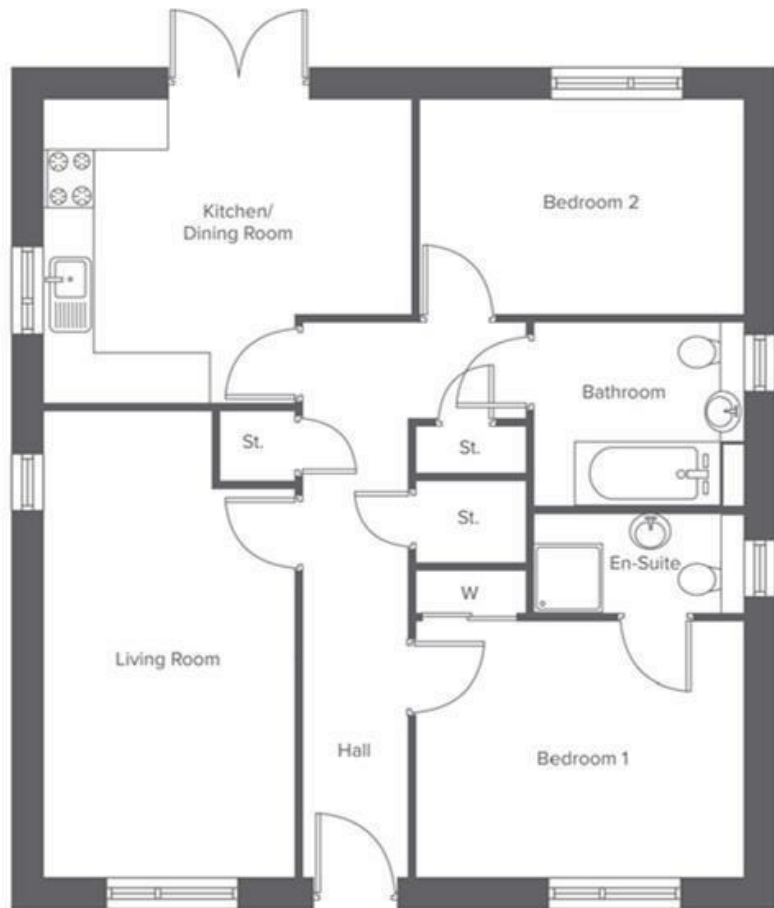 Kitchen/
Dining Room
Bedroom 2
Bathroom
St.
St.
St.
En-Suite
W
Living Room
Hall
Bedroom 1